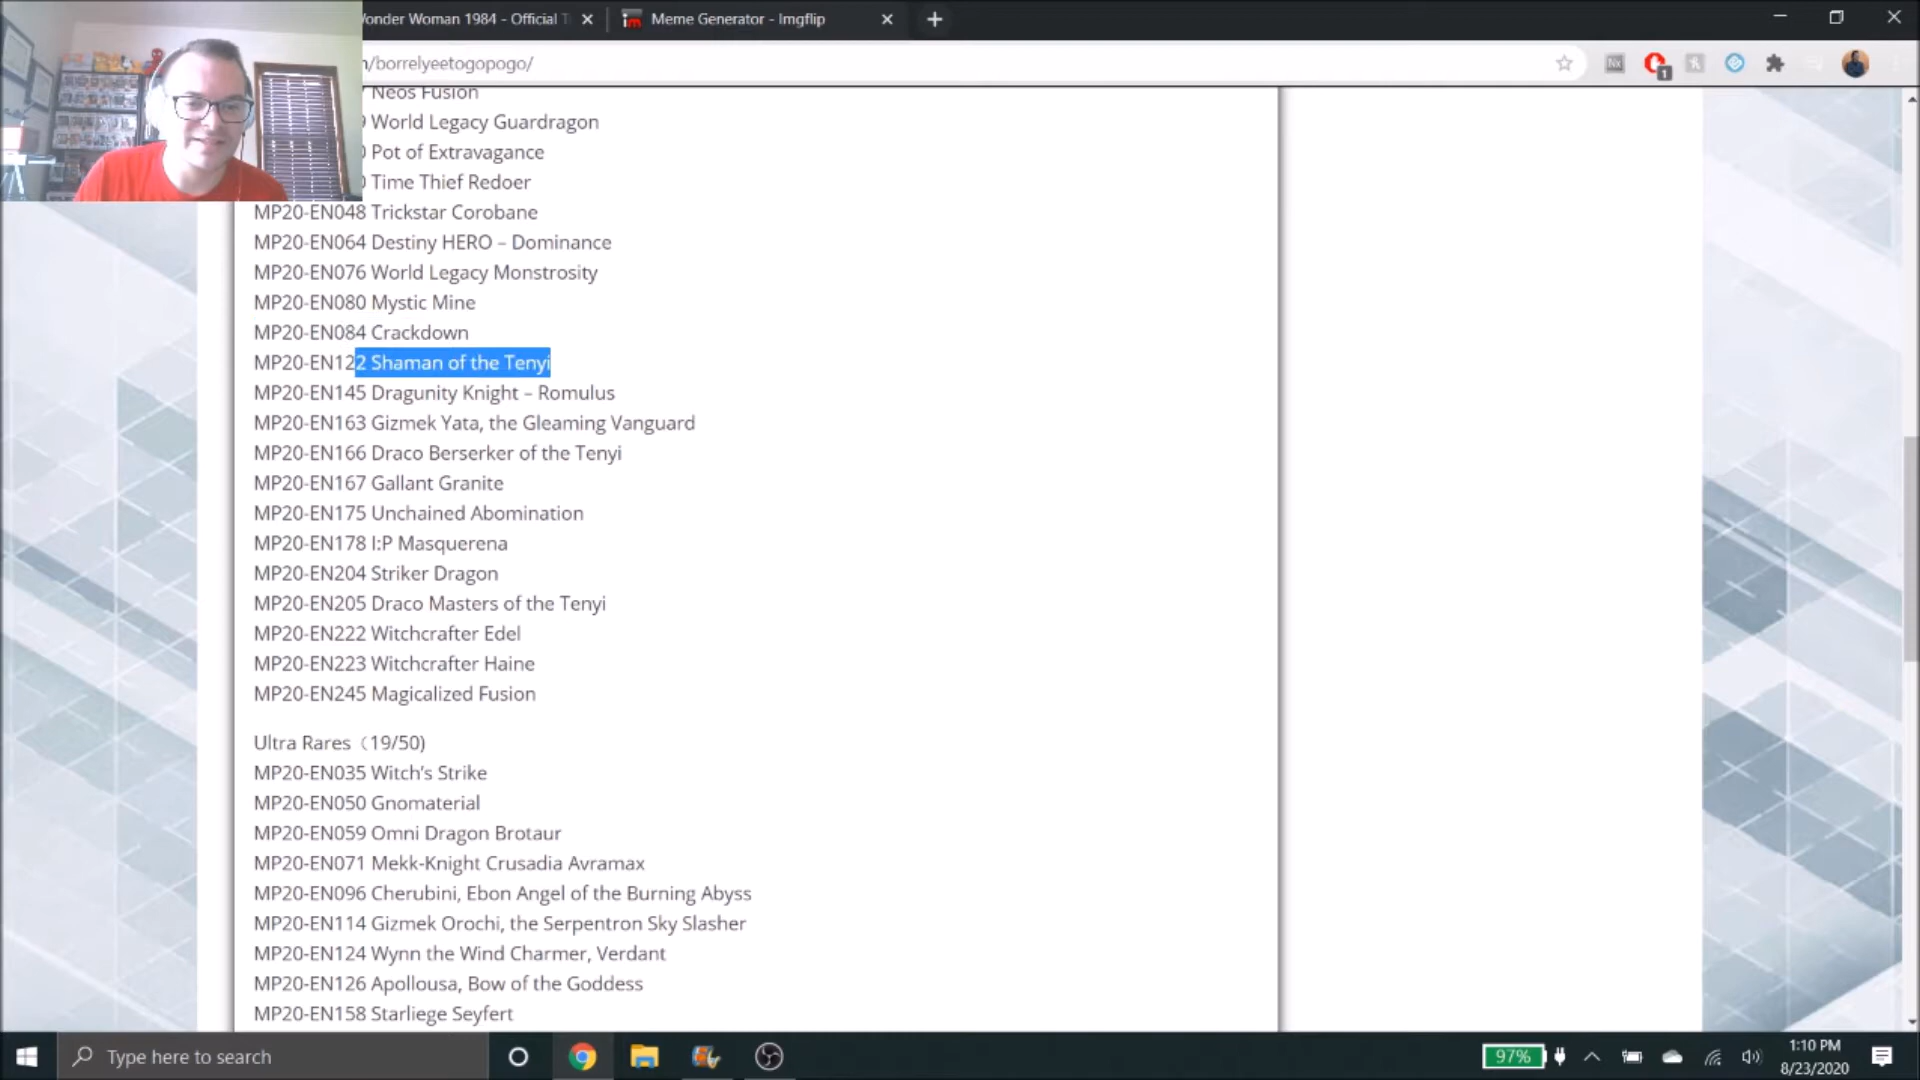 onder Woman 1984 - Official T
Meme Generator - Imgflip
/borrelyeetogopogo/
1
Neos Fusion
World Legacy Guardragon
Pot of Extravagance
Time Thief Redoer
MP20-EN048 Trickstar Corobane
MP20-EN064 Destiny HERO – Dominance
MP20-EN076 World Legacy Monstrosity
MP20-EN080 Mystic Mine
MP20-EN084 Crackdown
MP20-EN122 Shaman of the Tenyi
MP20-EN145 Dragunity Knight – Romulus
MP20-EN163 Gizmek Yata, the Gleaming Vanguard
MP20-EN166 Draco Berserker of the Tenyi
MP20-EN167 Gallant Granite
MP20-EN175 Unchained Abomination
MP20-EN178 I:P Masquerena
MP20-EN204 Striker Dragon
MP20-EN205 Draco Masters of the Tenyi
MP20-EN222 Witchcrafter Edel
MP20-EN223 Witchcrafter Haine
MP20-EN245 Magicalized Fusion
Ultra Rares（19/50)
MP20-EN035 Witch’s Strike
MP20-EN050 Gnomaterial
MP20-EN059 Omni Dragon Brotaur
MP20-EN071 Mekk-Knight Crusadia Avramax
MP20-EN096 Cherubini, Ebon Angel of the Burning Abyss
MP20-EN114 Gizmek Orochi, the Serpentron Sky Slasher
MP20-EN124 Wynn the Wind Charmer, Verdant
MP20-EN126 Apollousa, Bow of the Goddess
MP20-EN158 Starliege Seyfert
Type here to search
97%
1:10 PM
8/23/2020